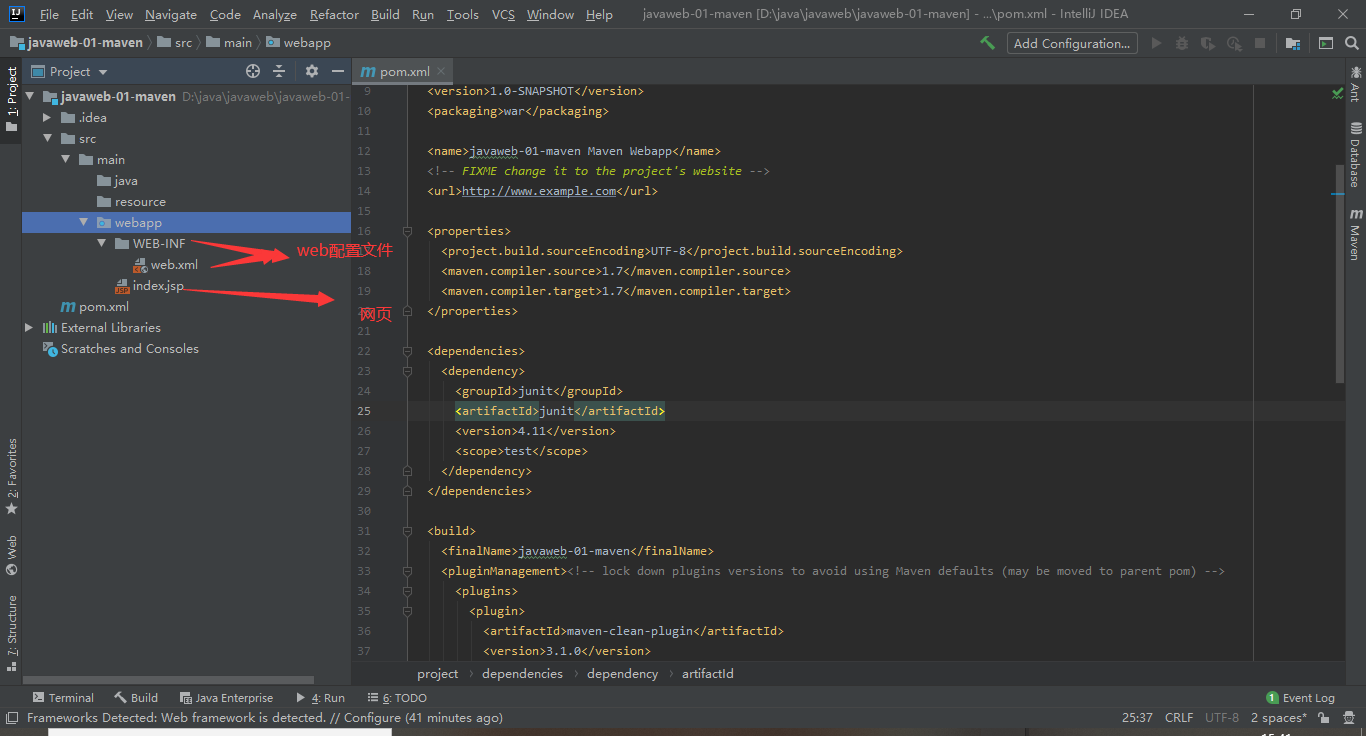 File Edit View Navigate Code Analyze Refactor Build Run Tools VCS Window Help javaweb-01-maven [D:\java\javaweb\javaweb-01-maven] - ...\pom.xml - IntelliJ IDEA
javaweb-01-maven src main webapp Add Configuration...
1: Project
Project
javaweb-01-maven D:\java\javaweb\javaweb-01-
.idea
src
main
java
resource
webapp
WEB-INF
web.xml
index.jsp
pom.xml
External Libraries
Scratches and Consoles
web配置文件
网页
2: Favorites
Web
7: Structure
pom.xml
9 <version>1.0-SNAPSHOT</version>
10 <packaging>war</packaging>
11
12 <name>javaweb-01-maven Maven Webapp</name>
13 <!-- FIXME change it to the project's website -->
14 <url>http://www.example.com</url>
15
16 <properties>
<project.build.sourceEncoding>UTF-8</project.build.sourceEncoding>
18 <maven.compiler.source>1.7</maven.compiler.source>
19 <maven.compiler.target>1.7</maven.compiler.target>
</properties>
21
22 <dependencies>
23 <dependency>
24 <groupId>junit</groupId>
25 <artifactId>junit</artifactId>
26 <version>4.11</version>
27 <scope>test</scope>
28 </dependency>
29 </dependencies>
30
31 <build>
32 <finalName>javaweb-01-maven</finalName>
33 <pluginManagement><!-- lock down plugins versions to avoid using Maven defaults (may be moved to parent pom) -->
34 <plugins>
35 <plugin>
36 <artifactId>maven-clean-plugin</artifactId>
37 <version>3.1.0</version>
project dependencies dependency artifactId
Ant
Database
Maven
Terminal Build Java Enterprise 4: Run 6: TODO 1 Event Log
Frameworks Detected: Web framework is detected. // Configure (41 minutes ago) 25:37 CRLF UTF-8 2 spaces*